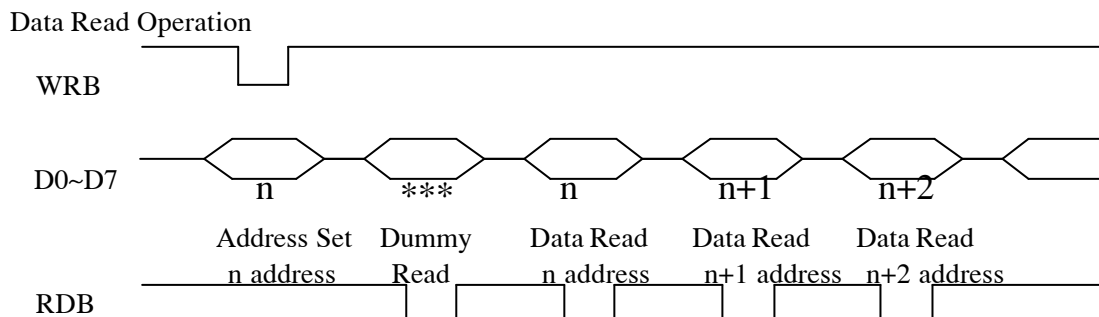 Data Read Operation
WRB
D0~D7
n *** n n+1 n+2
Address Set Dummy Data Read Data Read Data Read
n address Read n address n+1 address n+2 address
RDB